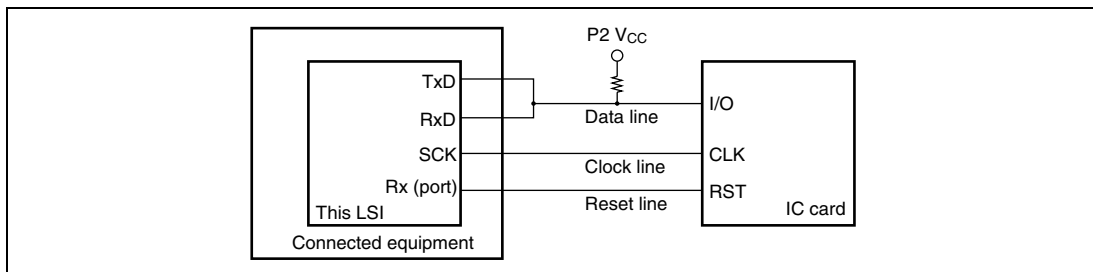 P2 VCC
TxD
RxD
SCK
Rx (port)
This LSI
Connected equipment
Data line
Clock line
Reset line
I/O
CLK
RST
IC card